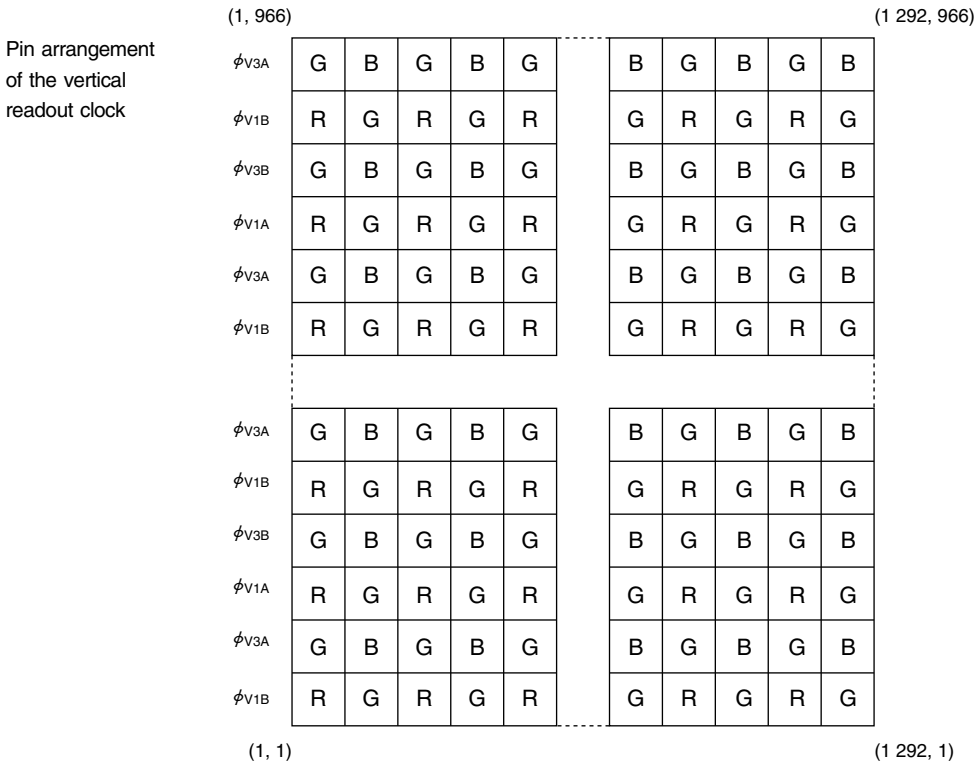 (1, 966) (1 292, 966)
Pin arrangement
of the vertical
readout clock
ϕV3A G B G B G B G B G B
ϕV1B R G R G R G R G R G
ϕV3B G B G B G B G B G B
ϕV1A R G R G R G R G R G
ϕV3A G B G B G B G B G B
ϕV1B R G R G R G R G R G
ϕV3A G B G B G B G B G B
ϕV1B R G R G R G R G R G
ϕV3B G B G B G B G B G B
ϕV1A R G R G R G R G R G
ϕV3A G B G B G B G B G B
ϕV1B R G R G R G R G R G
(1, 1) (1 292, 1)